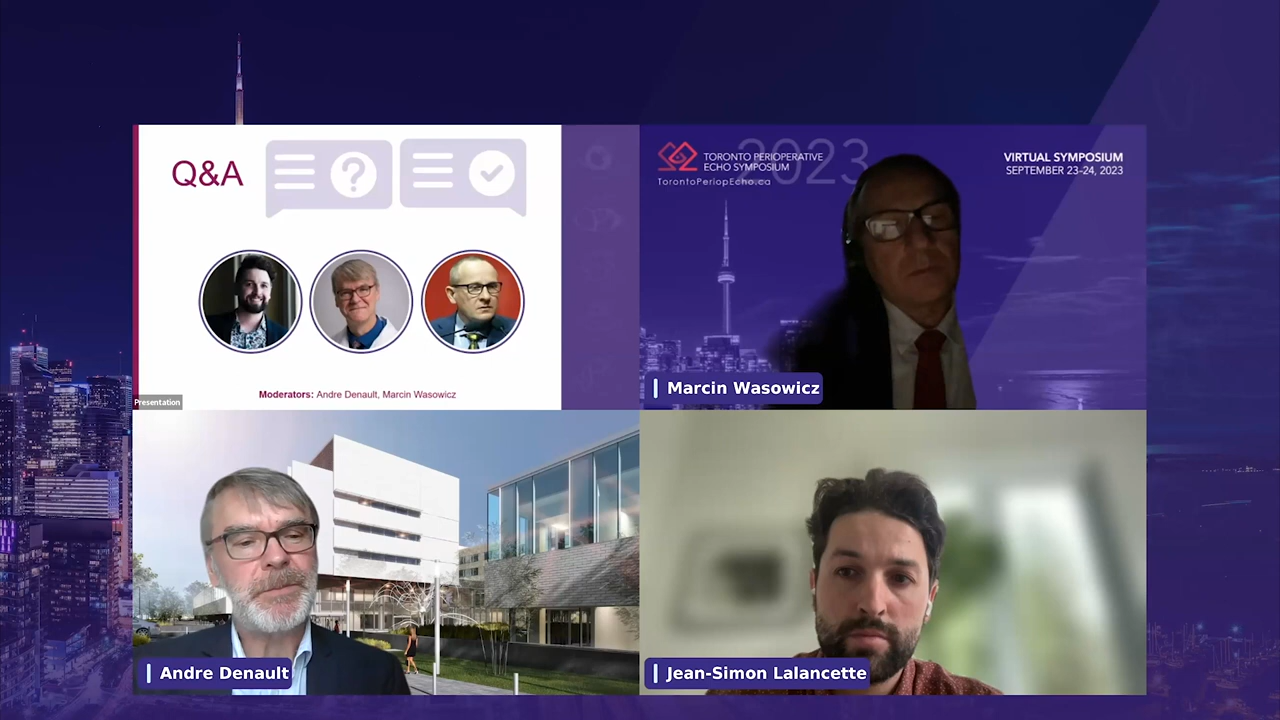 Q&A
?
Moderators: Andre Denault, Marcin Wasowicz
Presentation
2023
TORONTO PERIOPERATIVE
ECHO SYMPOSIUM
TorontoPeriopEcho.ca
VIRTUAL SYMPOSIUM
SEPTEMBER 23-24, 2023
Marcin Wasowicz
Andre Denault
Jean-Simon Lalancette